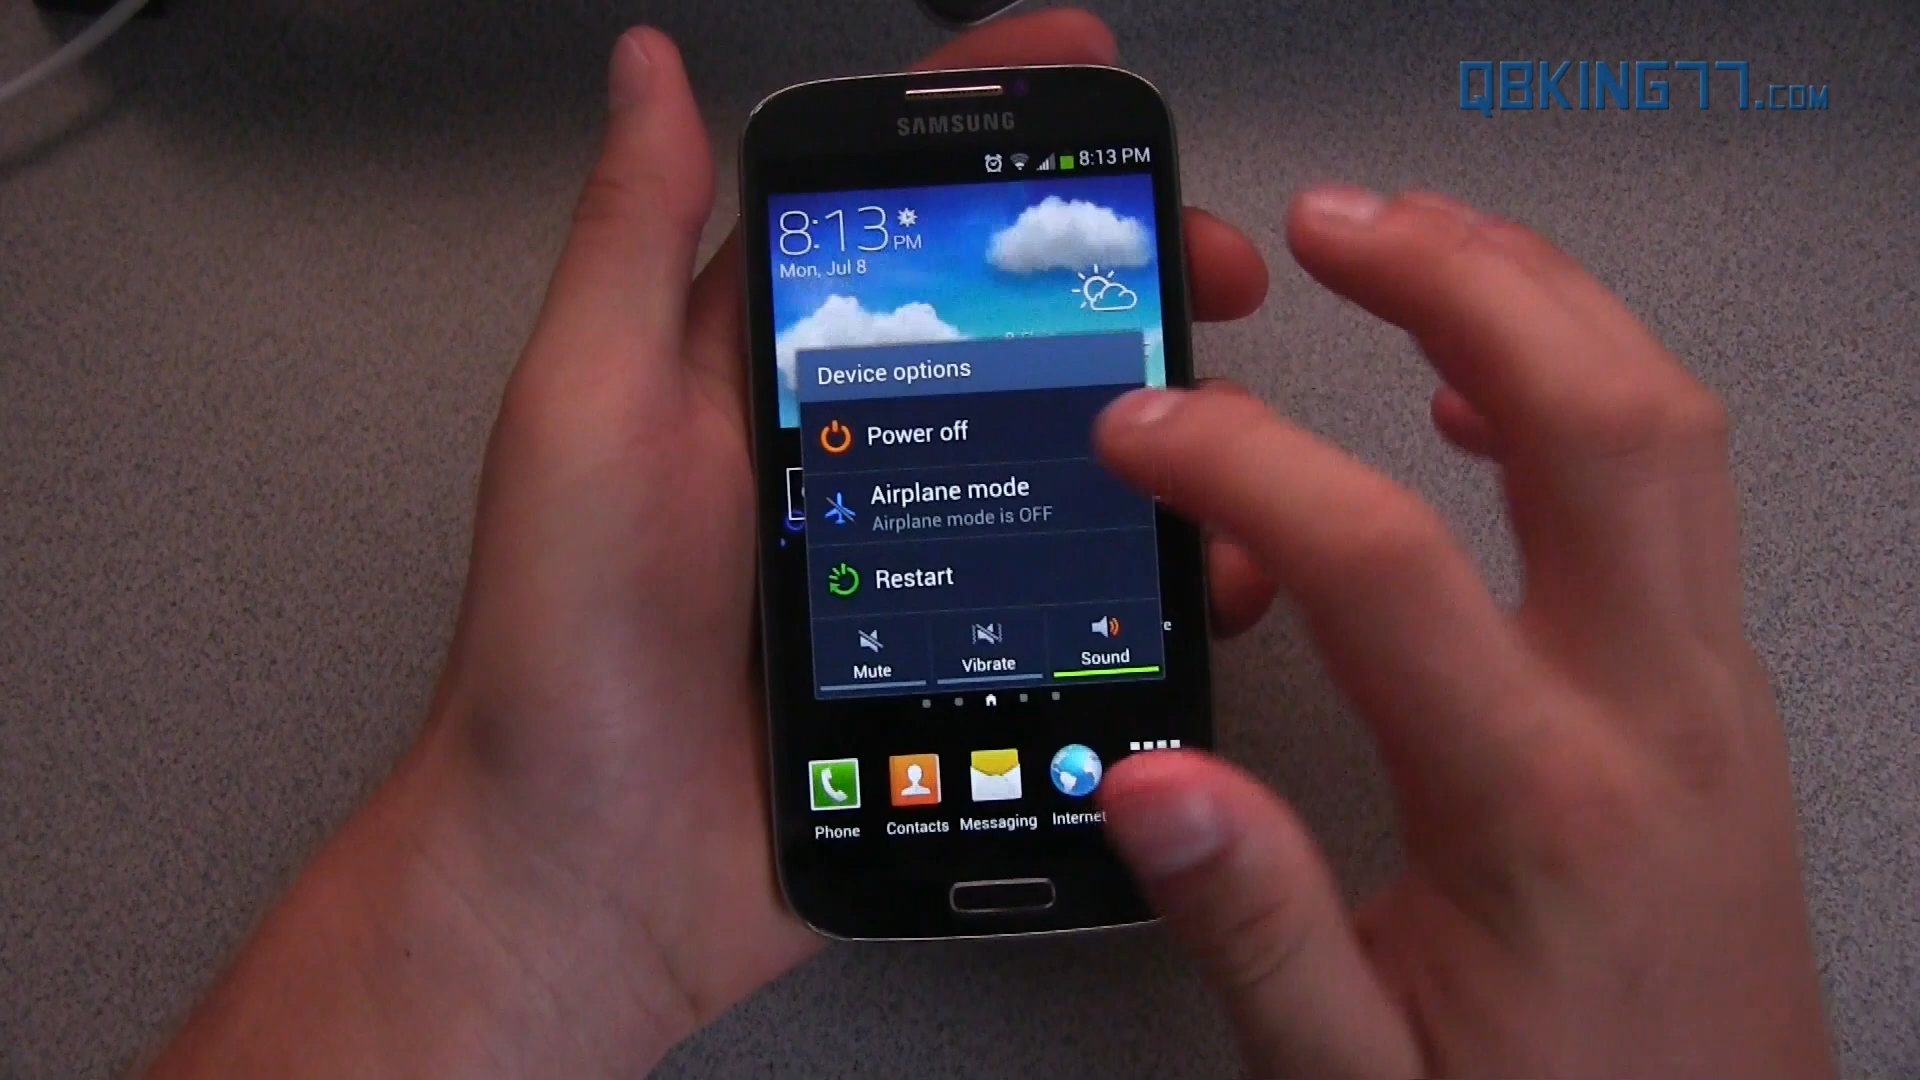 QBKING77.COM
SAMSUNG
8:13 PM
8:13 PM
Mon, Jul 8
Device options
Power off
Airplane mode
Airplane mode is OFF
Restart
Mute Vibrate Sound
Phone Contacts Messaging Internet